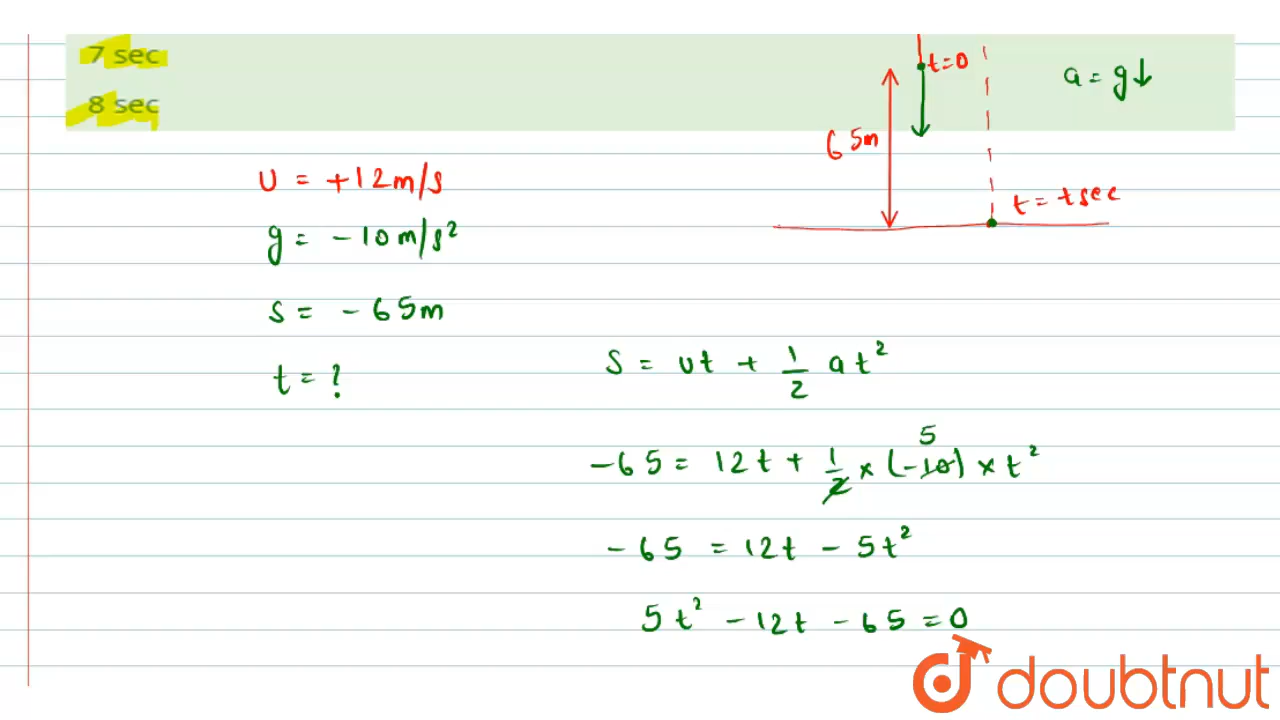 7 sec
8 sec
t=0
a = g↓
65m
t = tsec
u = +12m/s
g = -10m/s²
s = -65m
t = ?
S = ut + 1/2 at²
5
-65 = 12t + 1/2 × (-10) × t²
-65 = 12t - 5t²
5t² - 12t - 65 = 0
doubtnut